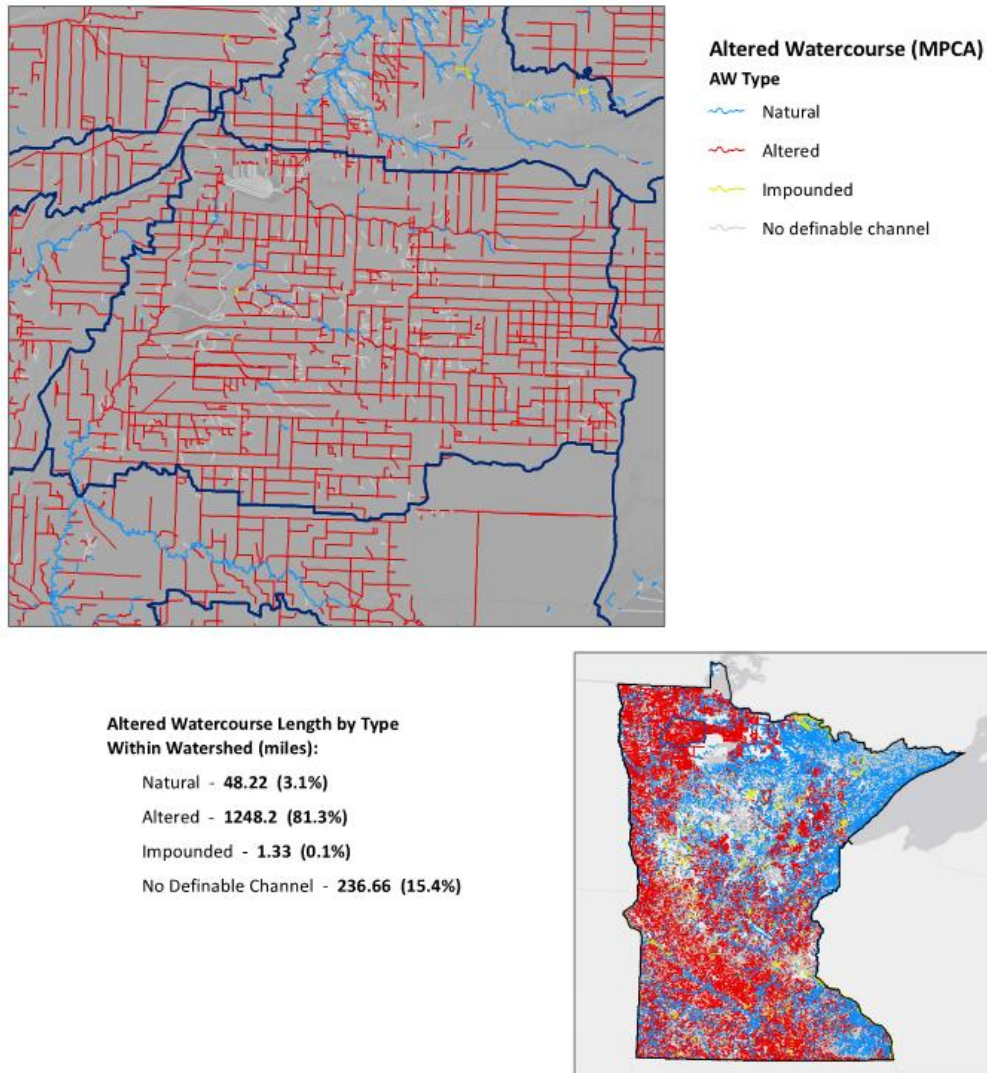 Altered Watercourse (MPCA)
AW Type
Natural
Altered
Impounded
No definable channel
Altered Watercourse Length by Type
Within Watershed (miles):
Natural - 48.22 (3.1%)
Altered - 1248.2 (81.3%)
Impounded - 1.33 (0.1%)
No Definable Channel - 236.66 (15.4%)